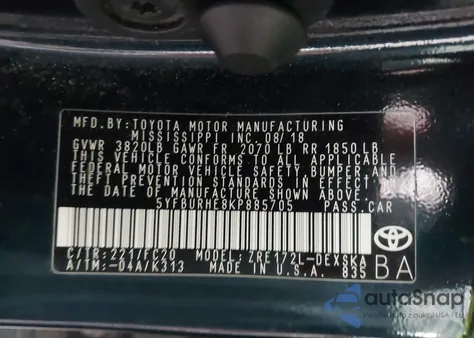 MFD.BY:TOYOTA MOTOR MANUFACTURING
MISSISSIPPI INC. 08/18
GVWR 3820LB GAWR FR 2070 LB RR 1850 LB
THIS VEHICLE CONFORMS TO ALL APPLICABLE
FEDERAL MOTOR VEHICLE SAFETY,BUMPER,AND
THEFT PREVENTION STANDARDS IN EFFECT ON
THE DATE OF MANUFACTURE SHOWN ABOVE.
5YFBURHE8KP885705 PASS.CAR
C/TR:221/FC20 MODEL:ZRE172L-DEXSKA
A/TM:-04A/K313 MADE IN U.S.A. 835
BA
autoSnap